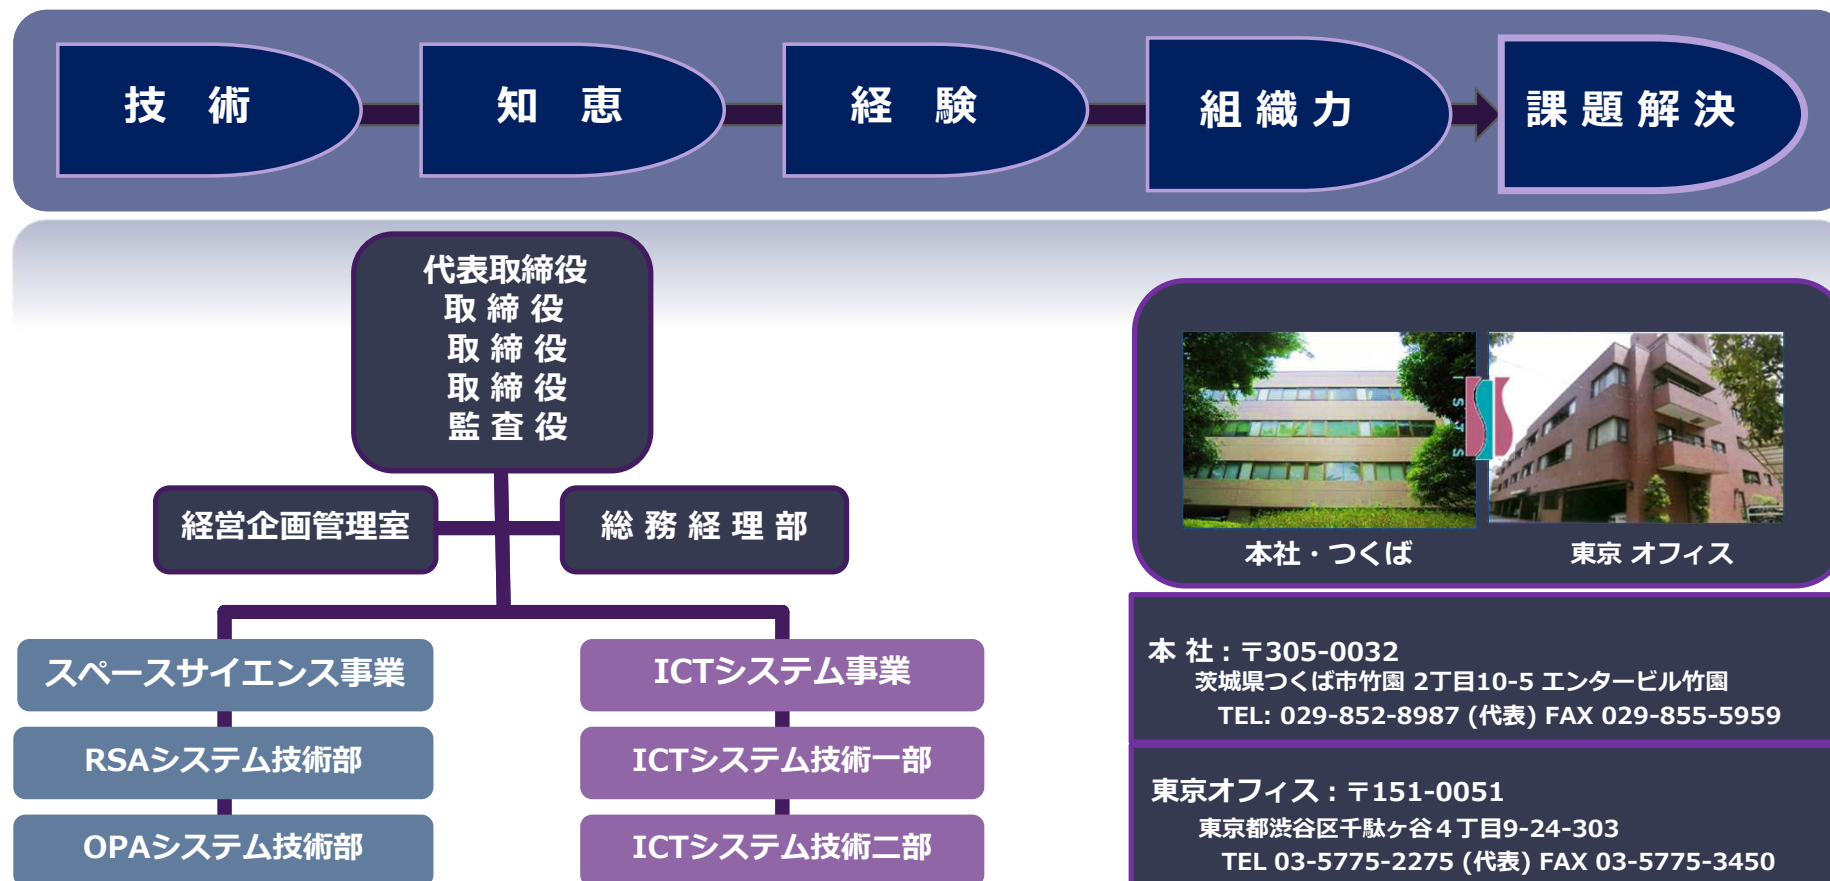 技 術
知 恵
経 験
組 織 力
課 題 解 決
代表取締役
取 締 役
取 締 役
取 締 役
監 査 役
経営企画管理室
総 務 経 理 部
スペースサイエンス事業
RSAシステム技術部
OPAシステム技術部
ICTシステム事業
ICTシステム技術一部
ICTシステム技術二部
本社・つくば
東京 オフィス
本 社：〒305-0032
茨城県つくば市竹園 2丁目10-5 エンタービル竹園
TEL: 029-852-8987 (代表) FAX 029-855-5959
東京オフィス：〒151-0051
東京都渋谷区千駄ヶ谷４丁目9-24-303
TEL 03-5775-2275 (代表) FAX 03-5775-3450